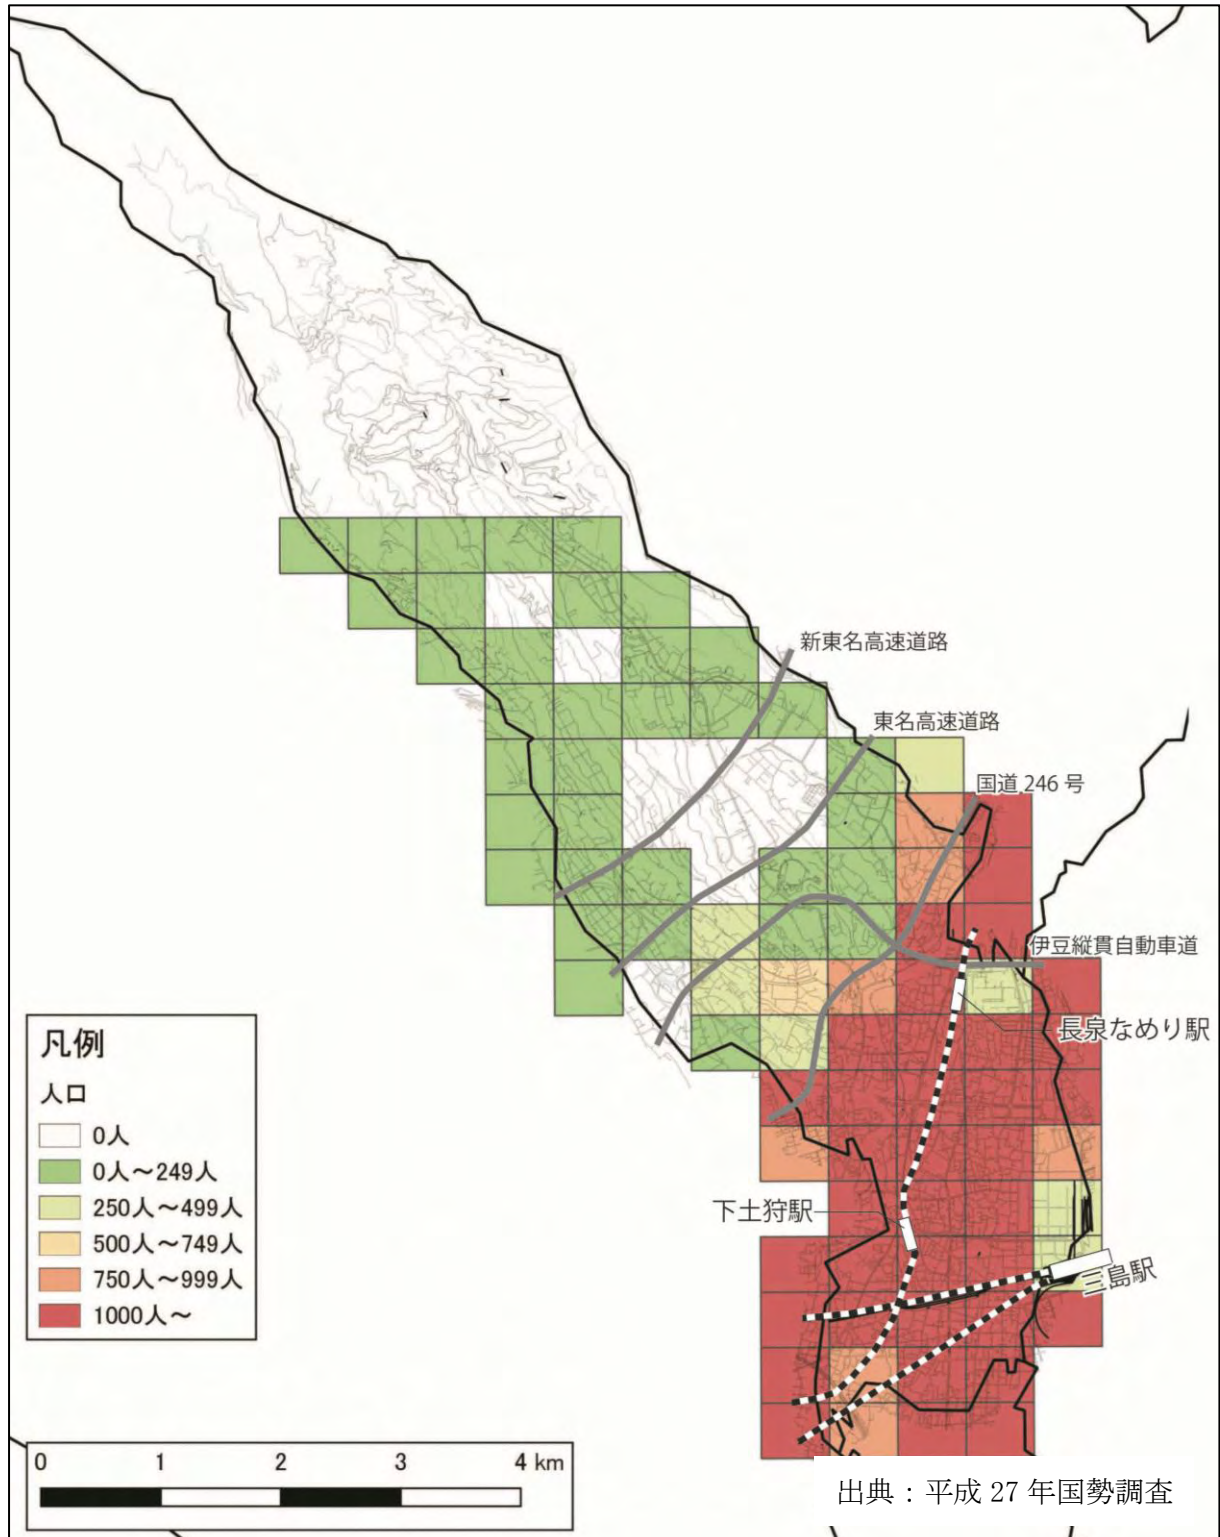 新東名高速道路
東名高速道路
国道 246 号
伊豆縦貫自動車道
長泉なめり駅
下土狩駅
三島駅
凡例
人口
0人
0人～249人
250人～499人
500人～749人
750人～999人
1000人～
0 1 2 3 4 km
出典：平成 27 年国勢調査